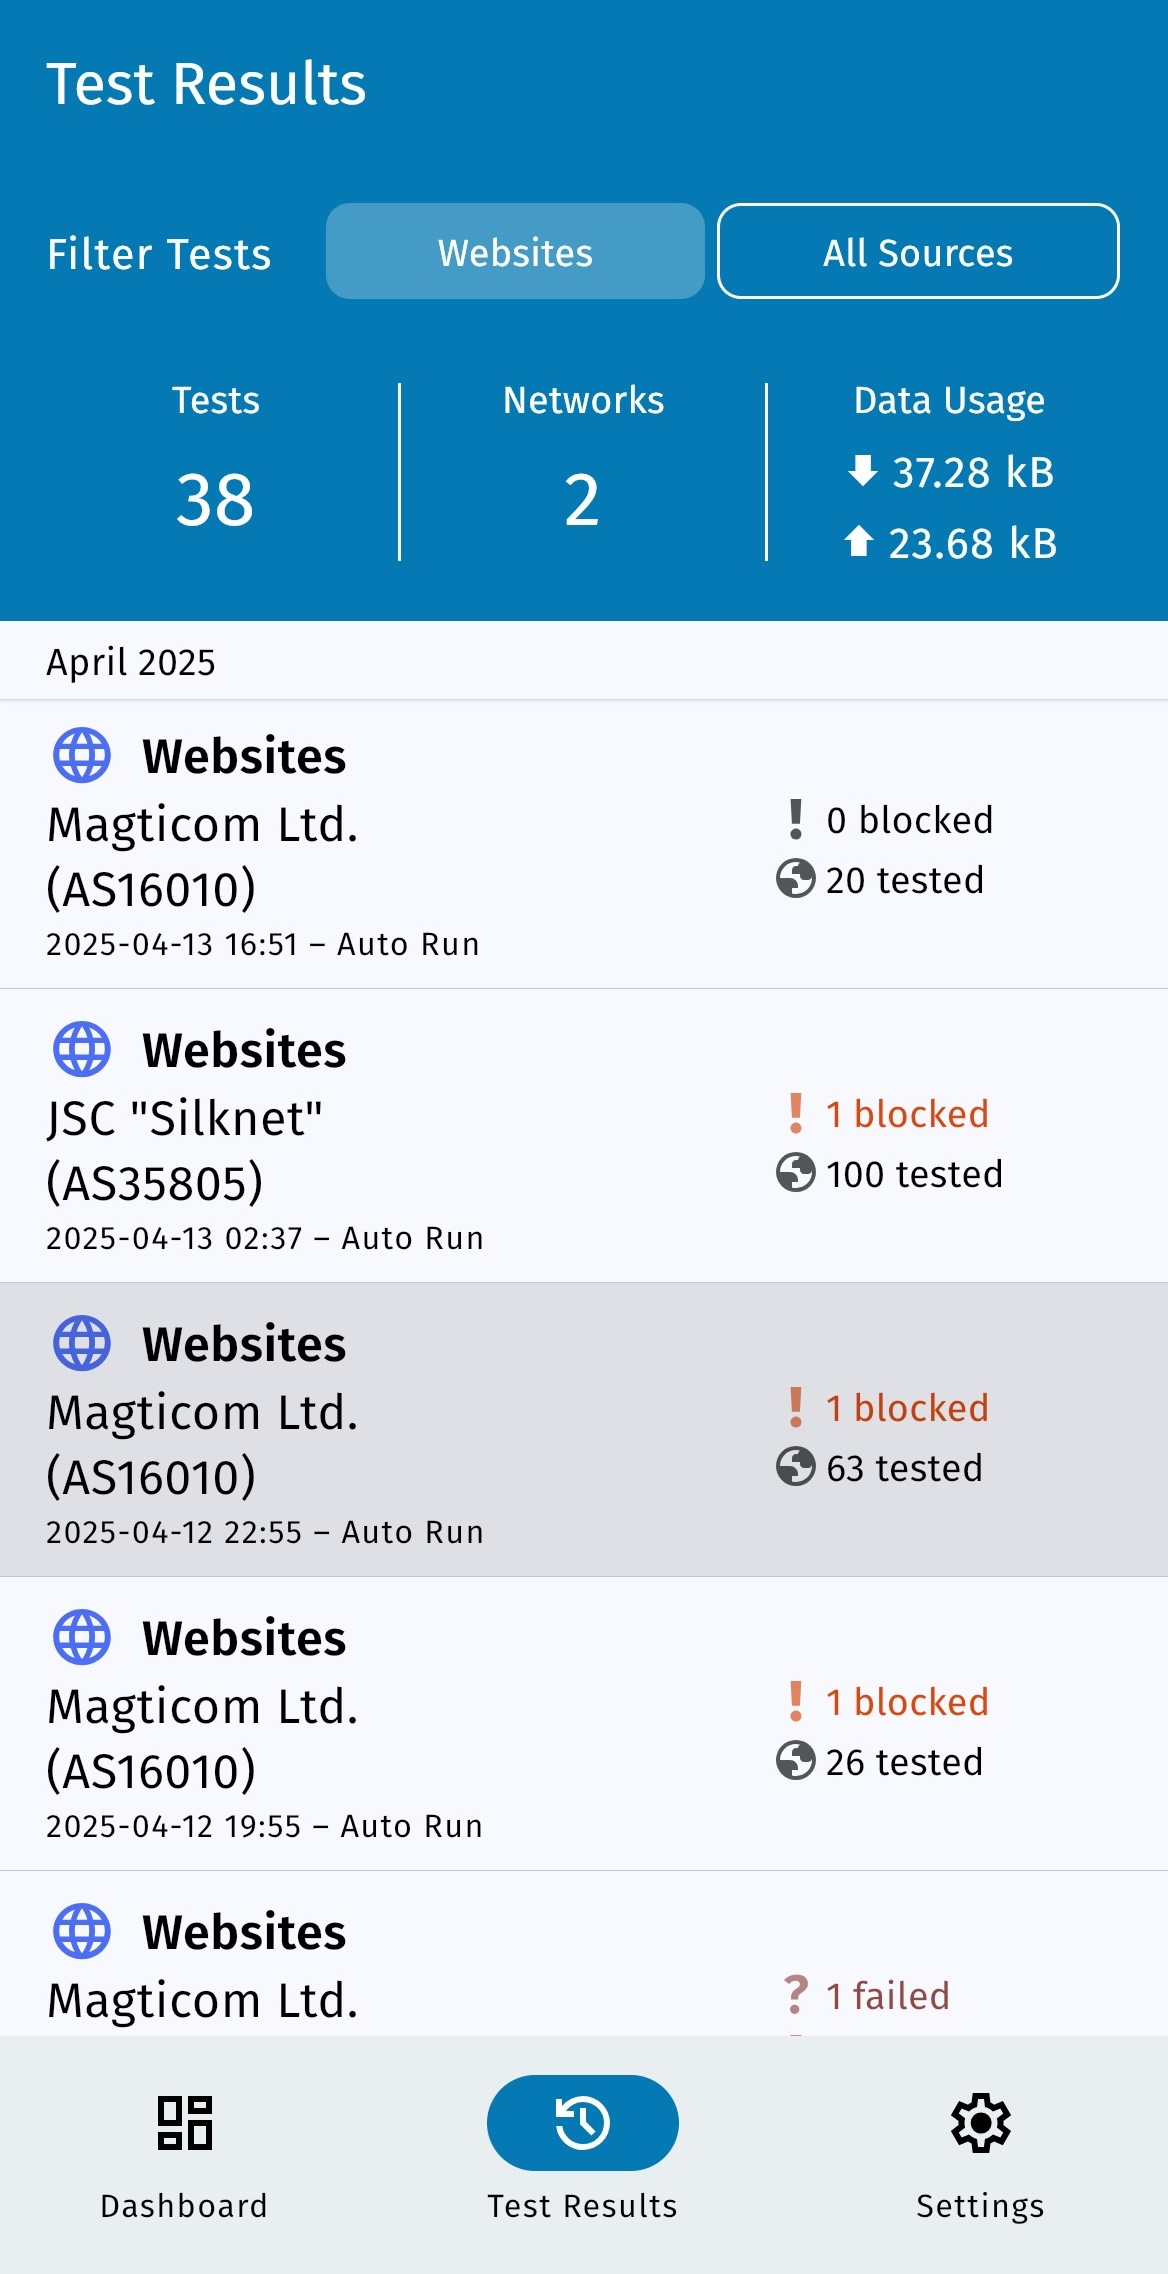 Test Results
Filter Tests
Websites
All Sources
Tests
38
Networks
2
Data Usage
37.28 kB
23.68 kB
April 2025
Websites
Magticom Ltd.
(AS16010)
2025-04-13 16:51 – Auto Run
0 blocked
20 tested
Websites
JSC "Silknet"
(AS35805)
2025-04-13 02:37 – Auto Run
1 blocked
100 tested
Websites
Magticom Ltd.
(AS16010)
2025-04-12 22:55 – Auto Run
1 blocked
63 tested
Websites
Magticom Ltd.
(AS16010)
2025-04-12 19:55 – Auto Run
1 blocked
26 tested
Websites
Magticom Ltd.
1 failed
Dashboard
Test Results
Settings